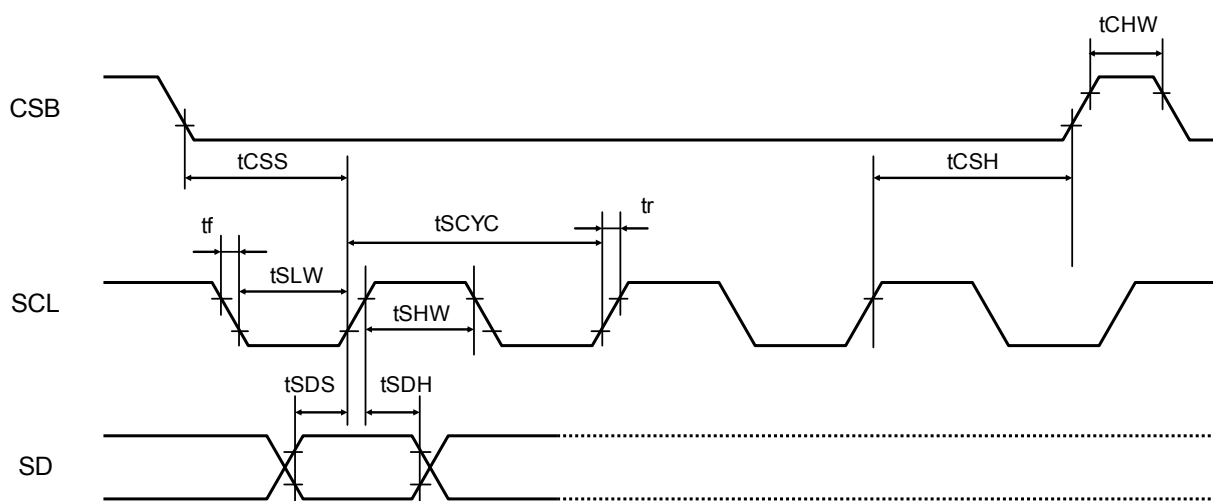 tCHW
CSB
tCSS
tCSH
tf
tSCYC
tr
tSLW
SCL
tSHW
tSDS
tSDH
SD